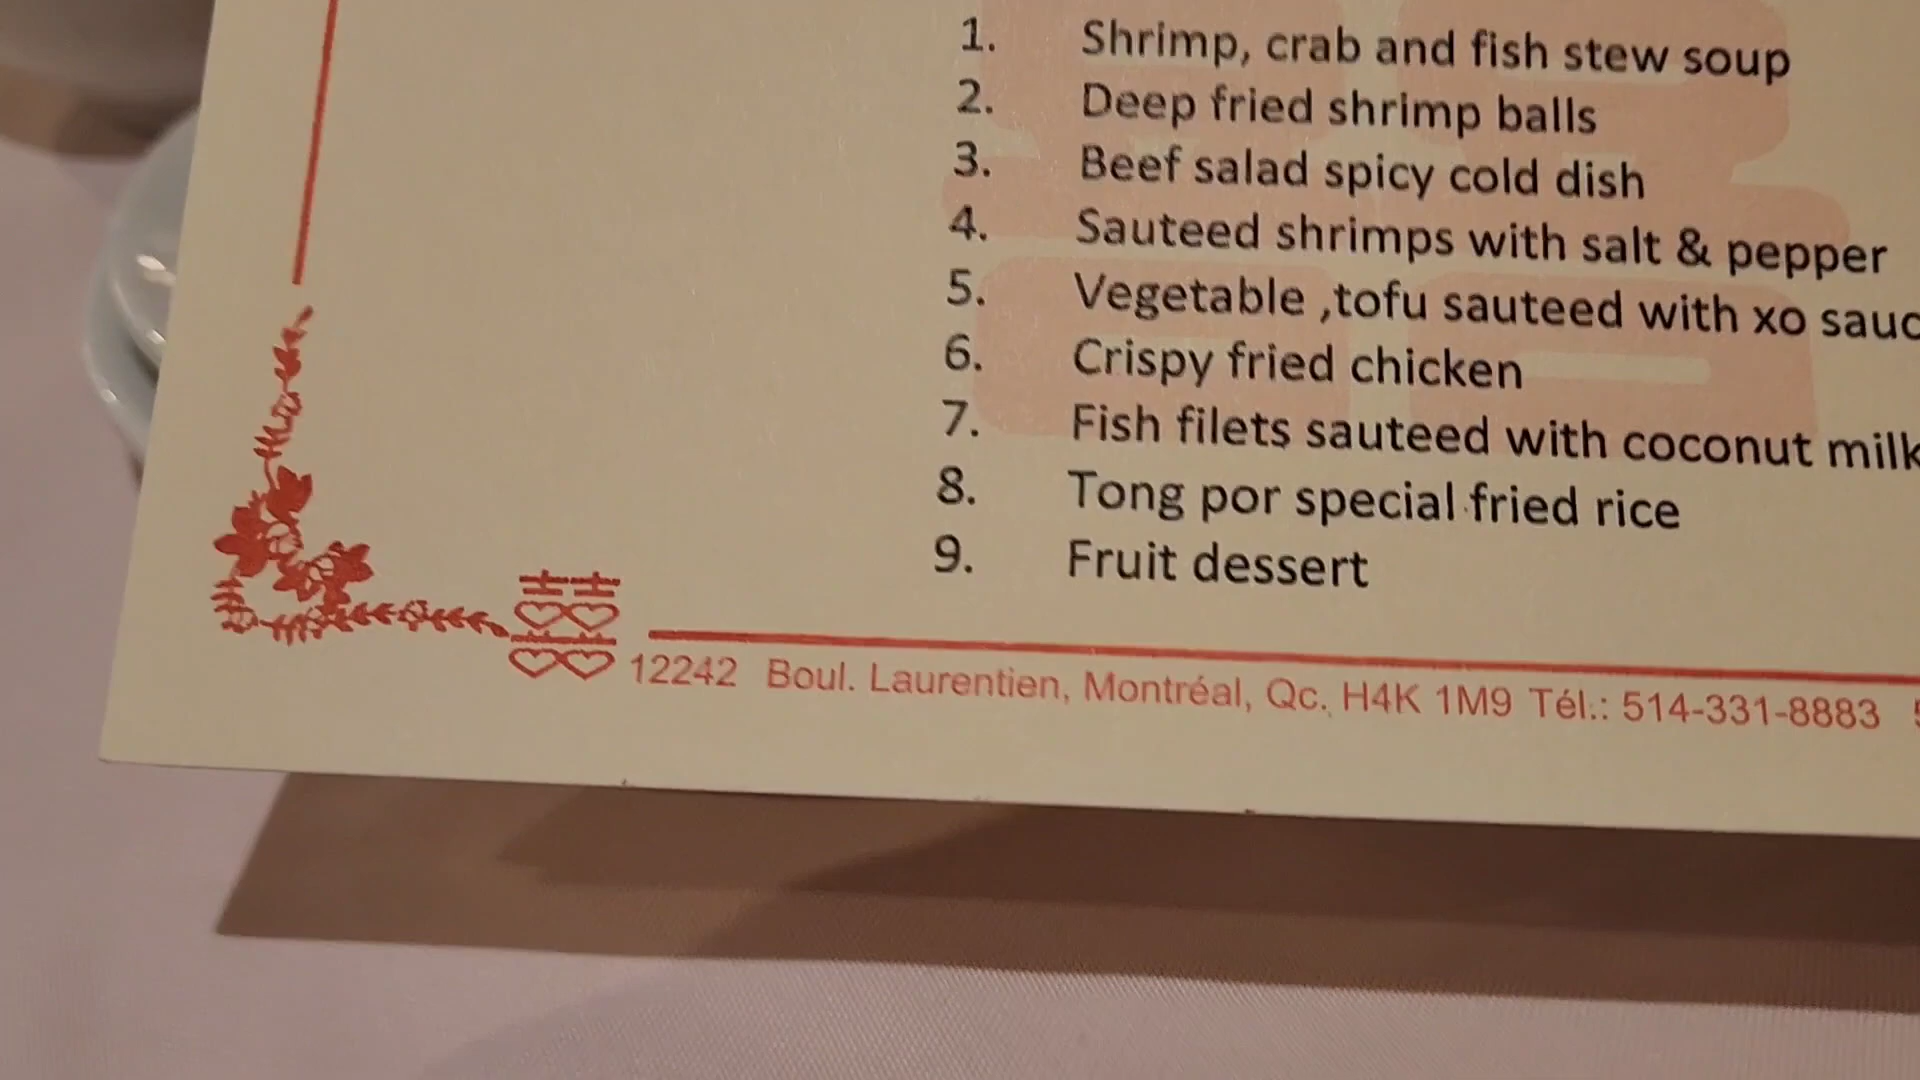 1. Shrimp, crab and fish stew soup
2. Deep fried shrimp balls
3. Beef salad spicy cold dish
4. Sauteed shrimps with salt & pepper
5. Vegetable ,tofu sauteed with xo sauc
6. Crispy fried chicken
7. Fish filets sauteed with coconut milk
8. Tong por special fried rice
9. Fruit dessert
12242 Boul. Laurentien, Montréal, Qc. H4K 1M9 Tél.: 514-331-8883